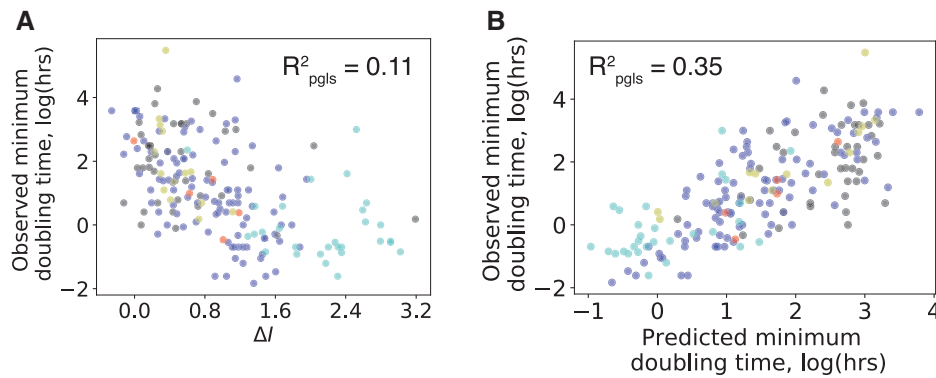 A
Observed minimum
doubling time, log(hrs)
4
2
0
−2
R²pgls = 0.11
0.0 0.8 1.6 2.4 3.2
ΔI
B
Observed minimum
doubling time, log(hrs)
4
2
0
−2
R²pgls = 0.35
−1 0 1 2 3 4
Predicted minimum
doubling time, log(hrs)